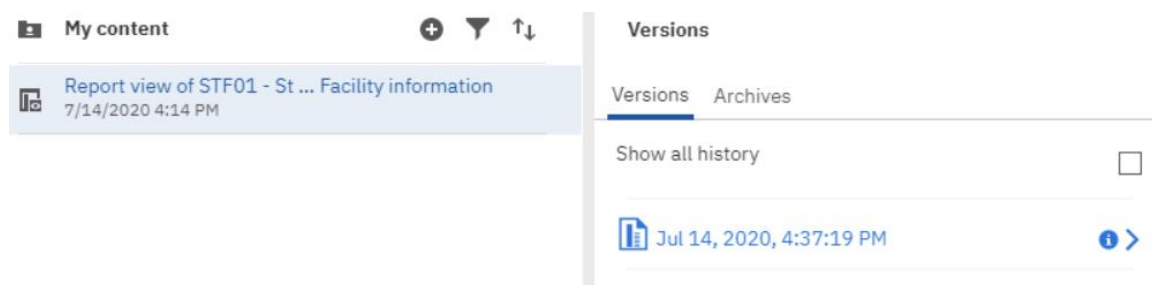 My content
Report view of STF01 - St ... Facility information
7/14/2020 4:14 PM
Versions
Versions Archives
Show all history
Jul 14, 2020, 4:37:19 PM